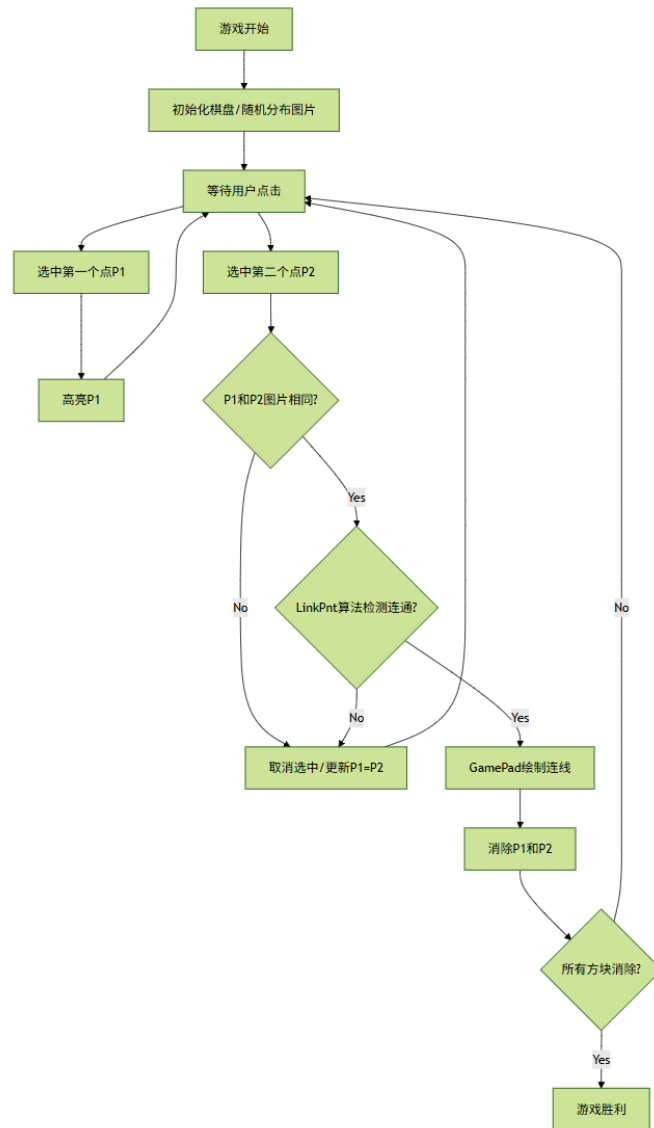 游戏开始
初始化棋盘/随机分布图片
等待用户点击
选中第一个点P1
选中第二个点P2
高亮P1
P1和P2图片相同?
Yes
No
LinkPnt算法检测连通?
No
No
Yes
取消选中/更新P1=P2
GamePad绘制连线
消除P1和P2
所有方块消除?
Yes
游戏胜利